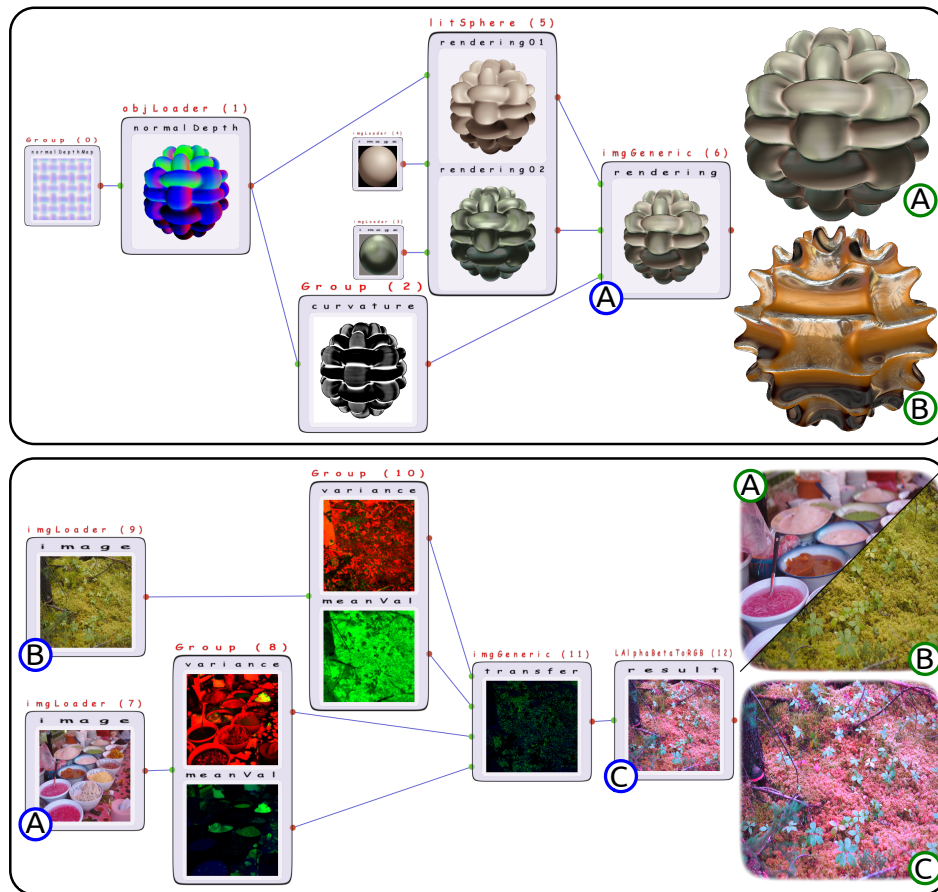 litSphere (5)
rendering01
objLoader (1)
normalDepth
Group (0)
normalDepthMap
imgLoader (4)
image
rendering02
imgGeneric (6)
rendering
A
imgLoader (3)
image
Group (2)
curvature
A
B
Group (10)
variance
A
imgLoader (9)
image
meanVal
B
Group (8)
variance
imgGeneric (11)
transfer
LAlphaBetaToRGB (12)
result
B
imgLoader (7)
image
meanVal
C
A
C